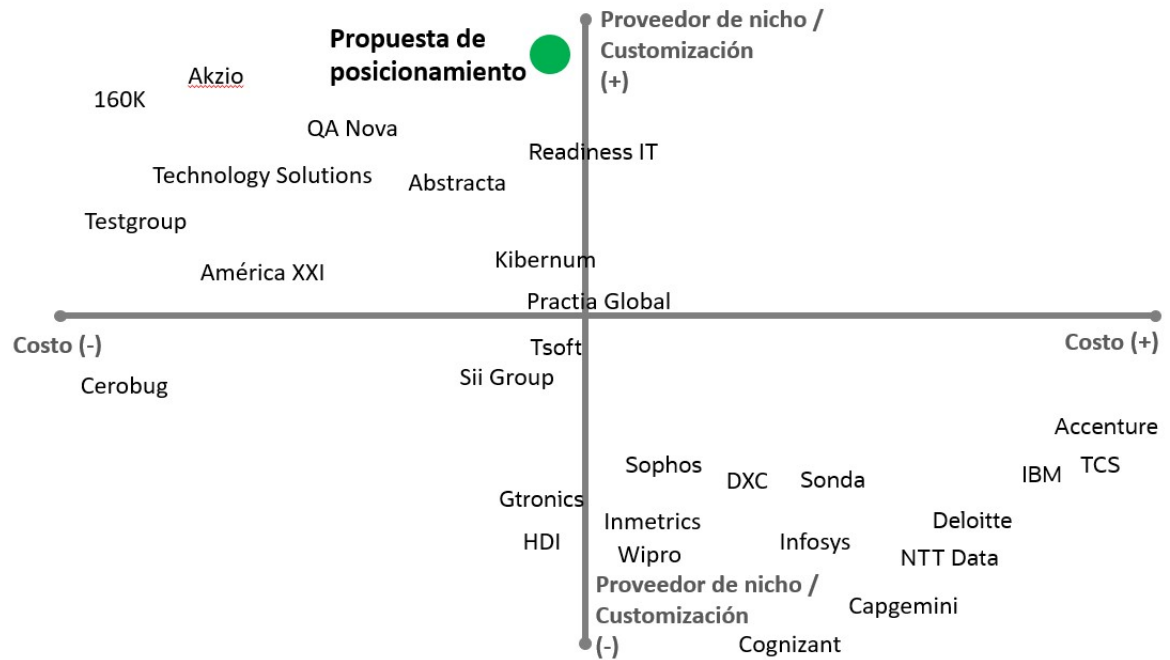 Proveedor de nicho /
Customización
(+)
Propuesta de
posicionamiento
Akzio
160K
QA Nova
Readiness IT
Technology Solutions
Abstracta
Testgroup
América XXI
Kibernum
Practia Global
Costo (-)
Costo (+)
Tsoft
Sii Group
Cerobug
Accenture
Sophos
DXC
Sonda
IBM
TCS
Gtronics
Inmetrics
Deloitte
HDI
Wipro
Infosys
NTT Data
Proveedor de nicho /
Customización
(-)
Capgemini
Cognizant